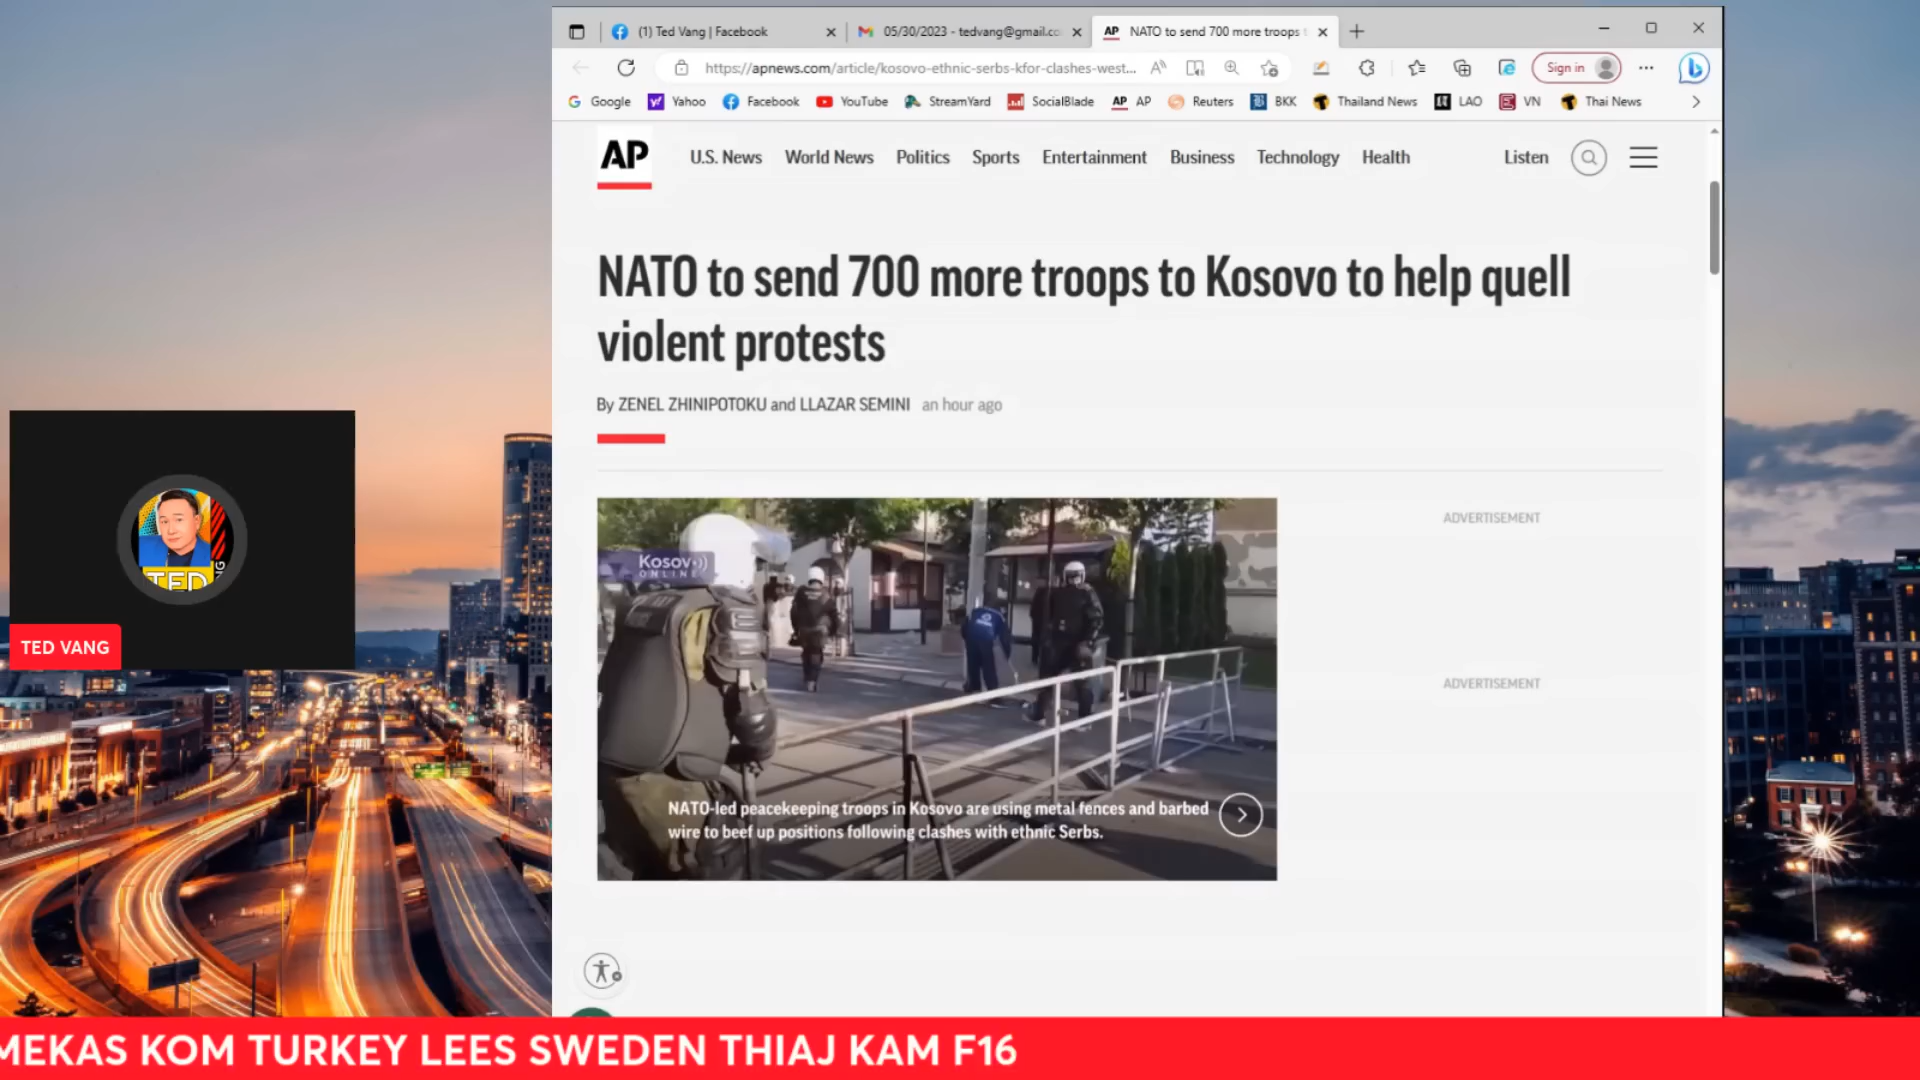 (1) Ted Vang | Facebook
05/30/2023 - tedvang@gmail.co
AP NATO to send 700 more troops
https://apnews.com/article/kosovo-ethnic-serbs-kfor-clashes-west...
Sign in
Google Yahoo Facebook YouTube StreamYard SocialBlade AP AP Reuters BKK Thailand News LAO VN Thai News
AP
U.S. News World News Politics Sports Entertainment Business Technology Health Listen
NATO to send 700 more troops to Kosovo to help quell
violent protests
By ZENEL ZHINIPOTOKU and LLAZAR SEMINI an hour ago
ADVERTISEMENT
Kosov
ONLINE
TED
TED VANG
ADVERTISEMENT
NATO-led peacekeeping troops in Kosovo are using metal fences and barbed
wire to beef up positions following clashes with ethnic Serbs.
MEKAS KOM TURKEY LEES SWEDEN THIAJ KAM F16